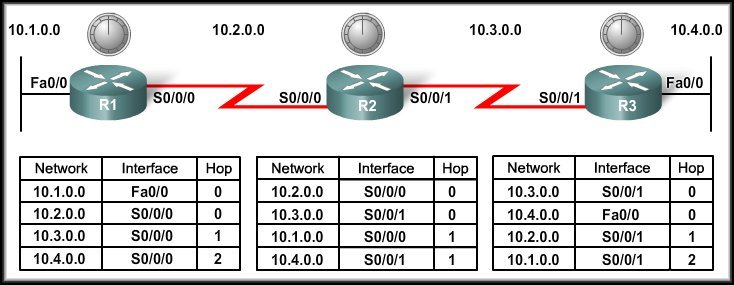 10.1.0.0 10.2.0.0 10.3.0.0 10.4.0.0
Fa0/0 R1 S0/0/0 S0/0/0 R2 S0/0/1 S0/0/1 R3 Fa0/0
Network Interface Hop
10.1.0.0 Fa0/0 0
10.2.0.0 S0/0/0 0
10.3.0.0 S0/0/0 1
10.4.0.0 S0/0/0 2
Network Interface Hop
10.2.0.0 S0/0/0 0
10.3.0.0 S0/0/1 0
10.1.0.0 S0/0/0 1
10.4.0.0 S0/0/1 1
Network Interface Hop
10.3.0.0 S0/0/1 0
10.4.0.0 Fa0/0 0
10.2.0.0 S0/0/1 1
10.1.0.0 S0/0/1 2